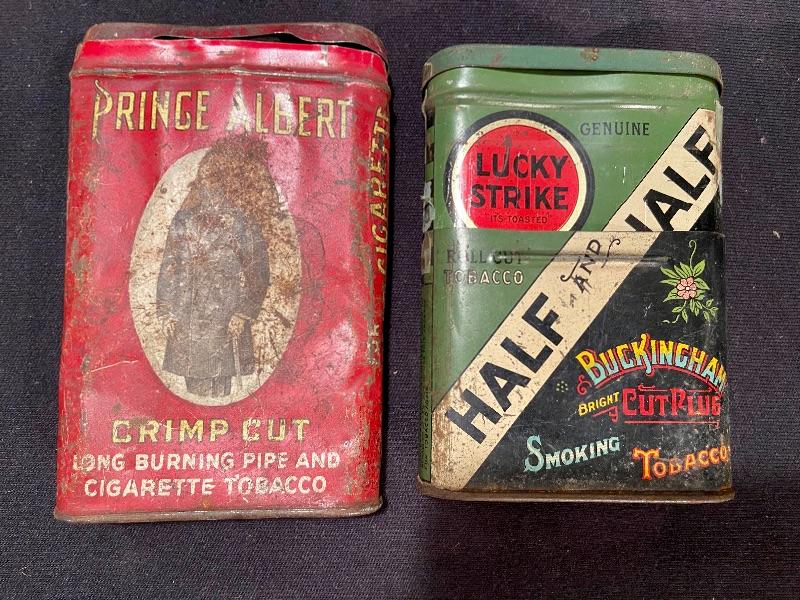 PRINCE ALBERT
CIGARETTE
CRIMP CUT
LONG BURNING PIPE AND
CIGARETTE TOBACCO
GENUINE
LUCKY
STRIKE
"IT'S TOASTED"
ROLL CUT
TOBACCO
HALF AND HALF
BUCKINGHAM
BRIGHT CUT PLUG
SMOKING TOBACCO